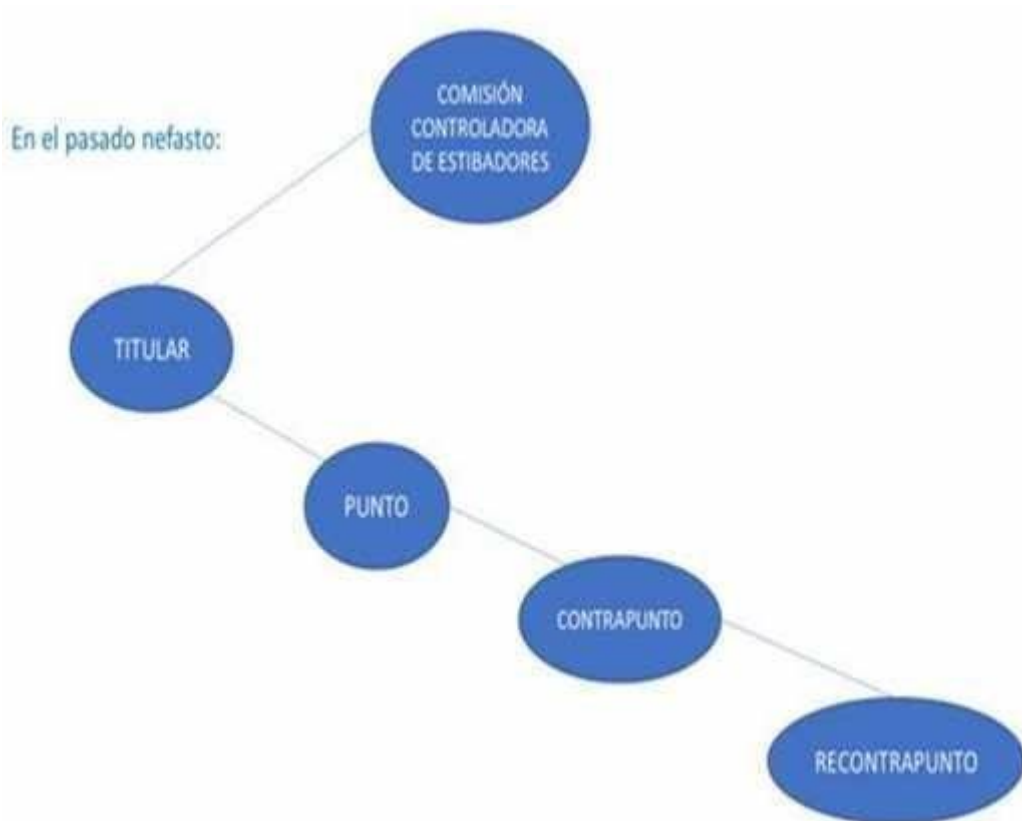 COMISIÓN
CONTROLADORA
DE ESTIBADORES
En el pasado nefasto:
TITULAR
PUNTO
CONTRAPUNTO
RECONTRAPUNTO